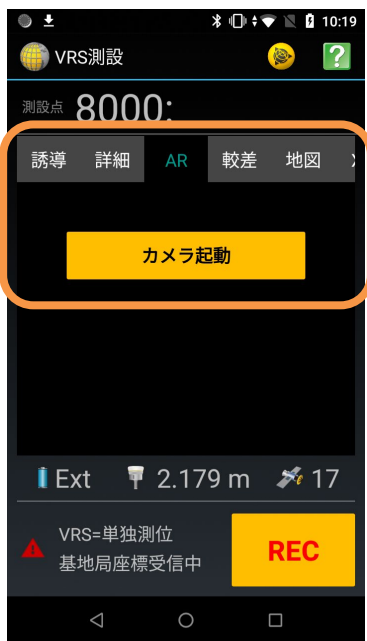 10:19
VRS測設
?
測設点 8000:
誘導 詳細 AR 較差 地図
カメラ起動
Ext 2.179 m 17
VRS=単独測位
基地局座標受信中
REC